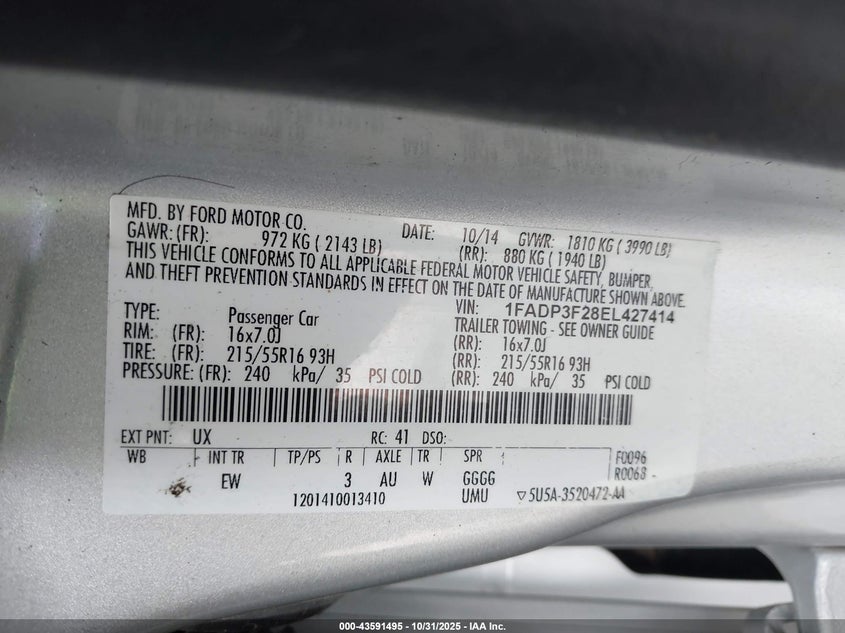 MFD. BY FORD MOTOR CO. DATE: 10/14 GVWR: 1810 KG ( 3990 LB)
GAWR: (FR): 972 KG ( 2143 LB) (RR): 880 KG ( 1940 LB)
THIS VEHICLE CONFORMS TO ALL APPLICABLE FEDERAL MOTOR VEHICLE SAFETY, BUMPER,
AND THEFT PREVENTION STANDARDS IN EFFECT ON THE DATE OF MANUFACTURE SHOWN ABOVE.
VIN: 1FADP3F28EL427414
TYPE: Passenger Car TRAILER TOWING - SEE OWNER GUIDE
RIM: (FR): 16x7.0J (RR): 16x7.0J
TIRE: (FR): 215/55R16 93H (RR): 215/55R16 93H
PRESSURE: (FR): 240 kPa/ 35 PSI COLD (RR): 240 kPa/ 35 PSI COLD
EXT PNT: UX RC: 41 DSO:
WB | INT TR | TP/PS | R | AXLE | TR | SPR F0096
EW 3 AU W GGGG R0068
1201410013410 UMU ▽5U5A-3520472-AA
000-43591495 - 10/31/2025 - IAA Inc.